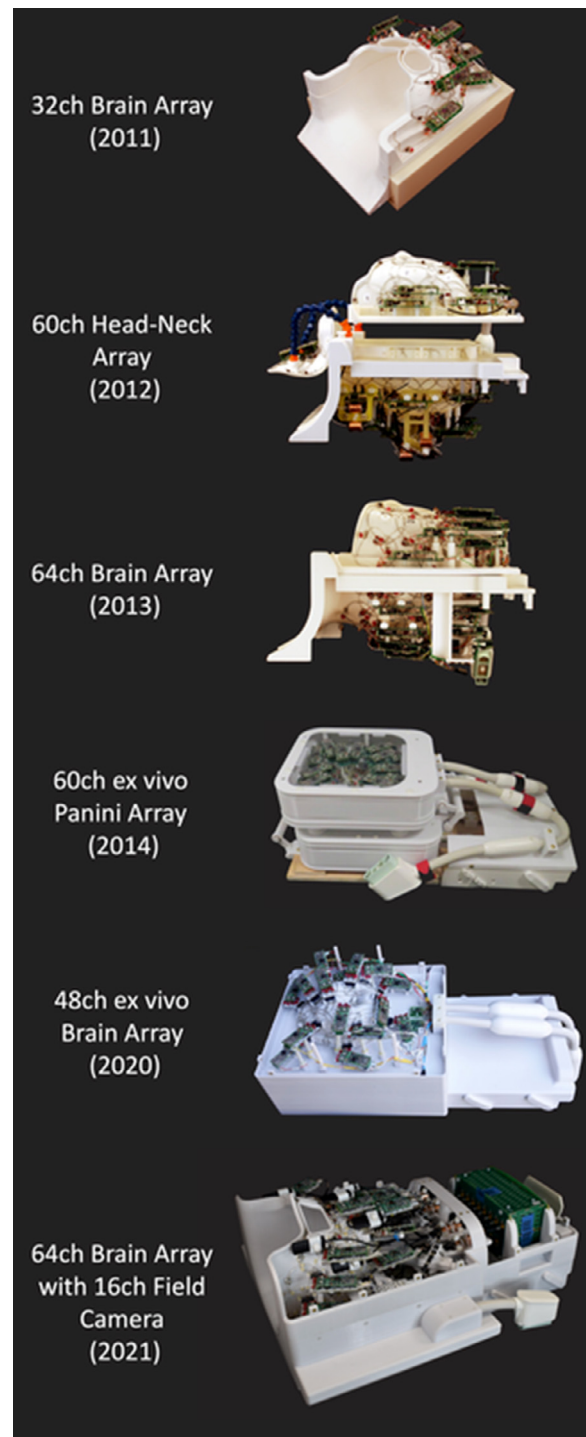 32ch Brain Array
(2011)
60ch Head-Neck
Array
(2012)
64ch Brain Array
(2013)
60ch ex vivo
Panini Array
(2014)
48ch ex vivo
Brain Array
(2020)
64ch Brain Array
with 16ch Field
Camera
(2021)